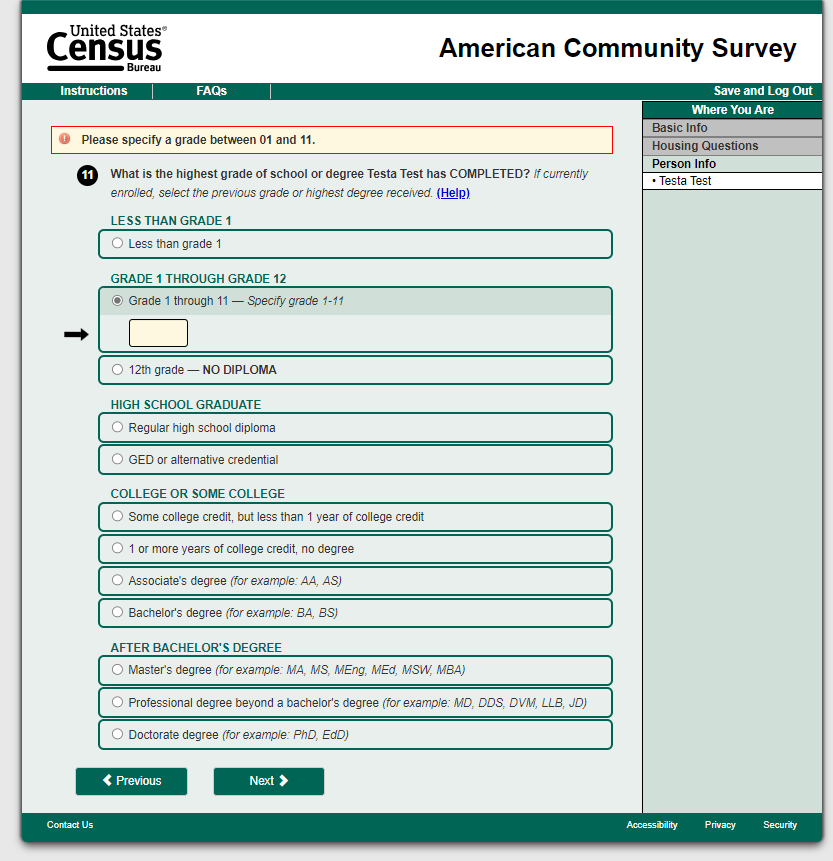 United States®
Census
Bureau
American Community Survey
Instructions
FAQs
Save and Log Out
Where You Are
Basic Info
Housing Questions
Person Info
• Testa Test
Please specify a grade between 01 and 11.
11 What is the highest grade of school or degree Testa Test has COMPLETED? If currently
enrolled, select the previous grade or highest degree received. (Help)
LESS THAN GRADE 1
Less than grade 1
GRADE 1 THROUGH GRADE 12
Grade 1 through 11 — Specify grade 1-11
12th grade — NO DIPLOMA
HIGH SCHOOL GRADUATE
Regular high school diploma
GED or alternative credential
COLLEGE OR SOME COLLEGE
Some college credit, but less than 1 year of college credit
1 or more years of college credit, no degree
Associate's degree (for example: AA, AS)
Bachelor's degree (for example: BA, BS)
AFTER BACHELOR'S DEGREE
Master's degree (for example: MA, MS, MEng, MEd, MSW, MBA)
Professional degree beyond a bachelor's degree (for example: MD, DDS, DVM, LLB, JD)
Doctorate degree (for example: PhD, EdD)
Previous
Next
Contact Us
Accessibility
Privacy
Security